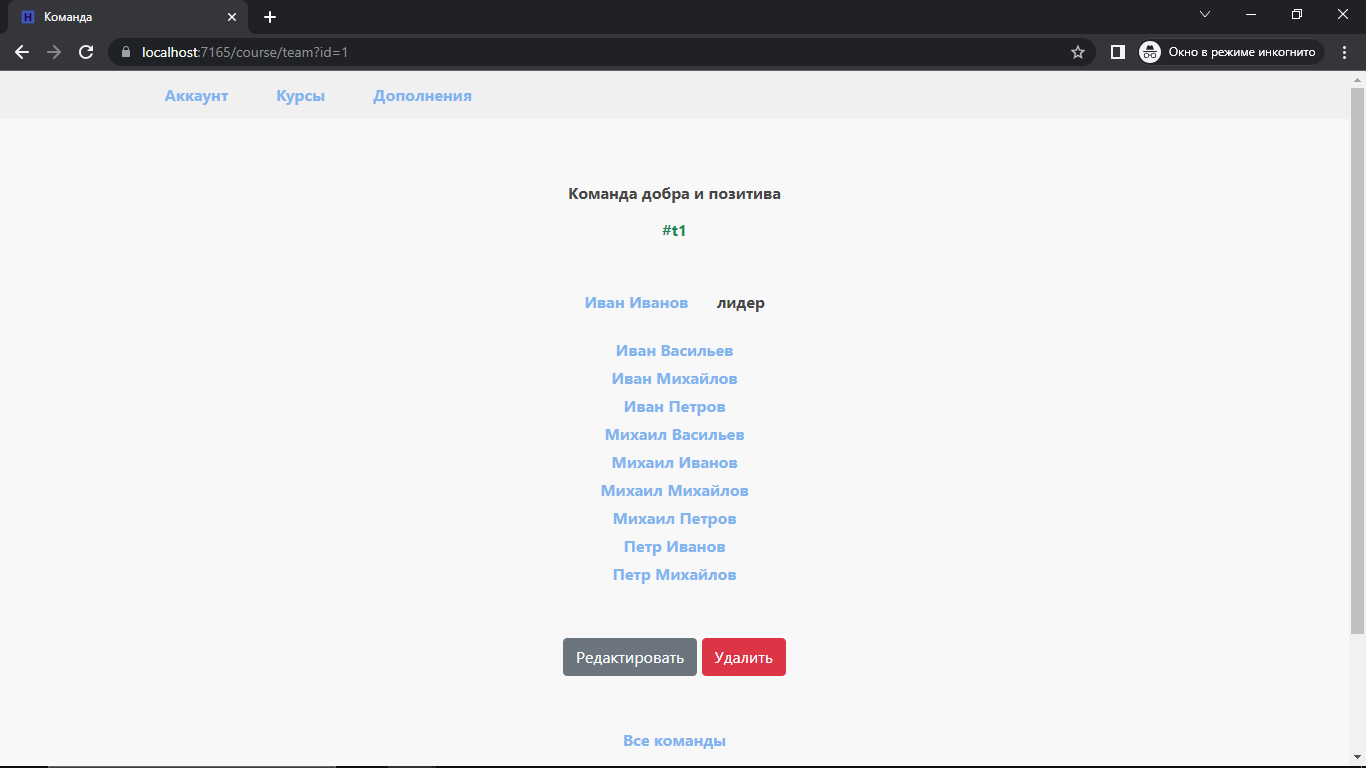 Команда
localhost:7165/course/team?id=1
Окно в режиме инкогнито
Аккаунт Курсы Дополнения
Команда добра и позитива
#t1
Иван Иванов лидер
Иван Васильев
Иван Михайлов
Иван Петров
Михаил Васильев
Михаил Иванов
Михаил Михайлов
Михаил Петров
Петр Иванов
Петр Михайлов
Редактировать Удалить
Все команды